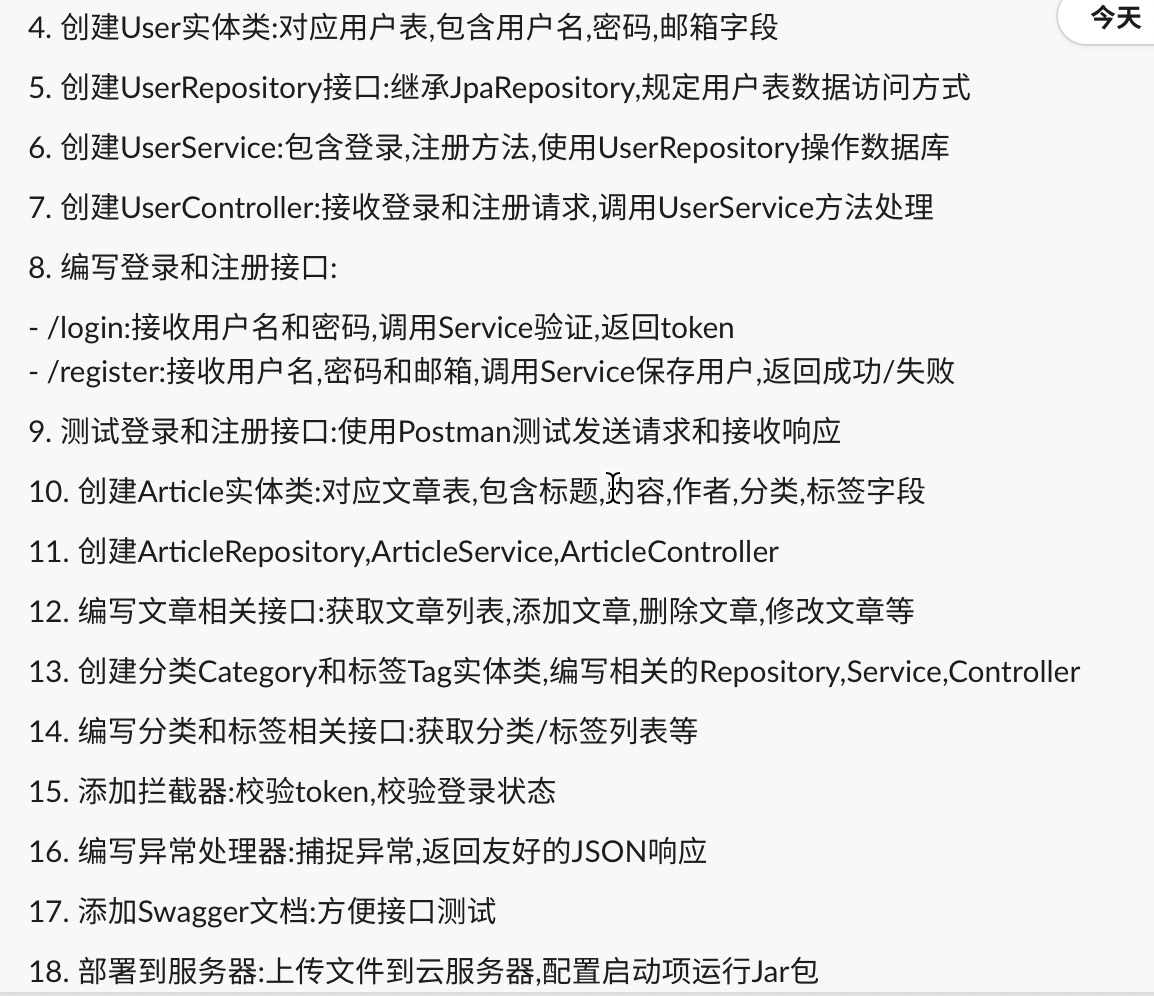 今天
4. 创建User实体类:对应用户表,包含用户名,密码,邮箱字段
5. 创建UserRepository接口:继承JpaRepository,规定用户表数据访问方式
6. 创建UserService:包含登录,注册方法,使用UserRepository操作数据库
7. 创建UserController:接收登录和注册请求,调用UserService方法处理
8. 编写登录和注册接口:
- /login:接收用户名和密码,调用Service验证,返回token
- /register:接收用户名,密码和邮箱,调用Service保存用户,返回成功/失败
9. 测试登录和注册接口:使用Postman测试发送请求和接收响应
10. 创建Article实体类:对应文章表,包含标题,内容,作者,分类,标签字段
11. 创建ArticleRepository,ArticleService,ArticleController
12. 编写文章相关接口:获取文章列表,添加文章,删除文章,修改文章等
13. 创建分类Category和标签Tag实体类,编写相关的Repository,Service,Controller
14. 编写分类和标签相关接口:获取分类/标签列表等
15. 添加拦截器:校验token,校验登录状态
16. 编写异常处理器:捕捉异常,返回友好的JSON响应
17. 添加Swagger文档:方便接口测试
18. 部署到服务器:上传文件到云服务器,配置启动项运行Jar包